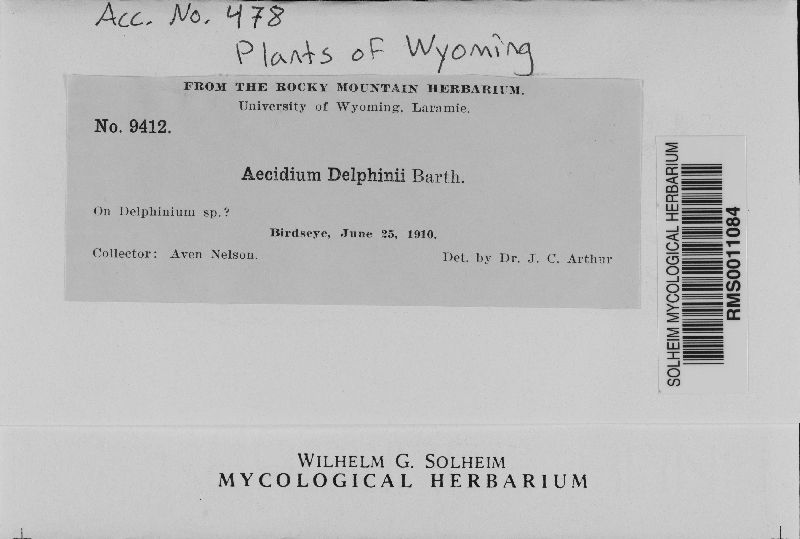 Acc. No. 478
Plants of Wyoming
FROM THE ROCKY MOUNTAIN HERBARIUM.
University of Wyoming, Laramie.
No. 9412.
Aecidium Delphinii Barth.
On Delphinium sp.?
Birdseye, June 25, 1910.
Collector: Aven Nelson.
Det. by Dr. J. C. Arthur
SOLHEIM MYCOLOGICAL HERBARIUM
RMS0011084
WILHELM G. SOLHEIM
MYCOLOGICAL HERBARIUM